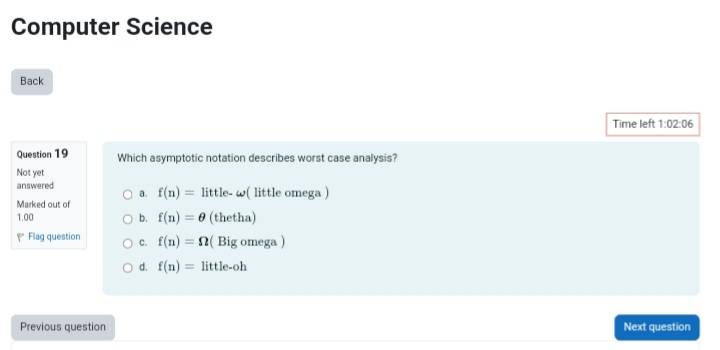 Computer Science
Back
Time left 1:02:06
Question 19
Not yet
answered
Marked out of
1.00
Flag question
Which asymptotic notation describes worst case analysis?
a. f(n) = little- ω( little omega )
b. f(n) = θ (thetha)
c. f(n) = Ω( Big omega )
d. f(n) = little-oh
Previous question
Next question